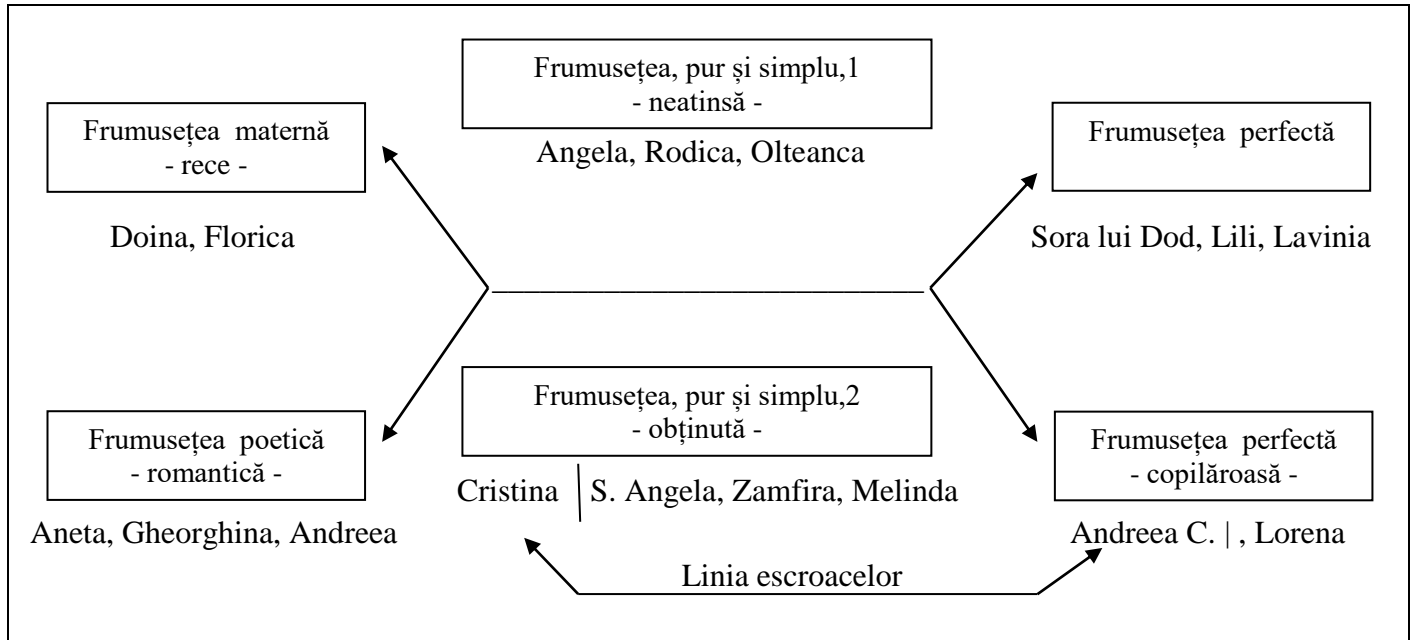 Frumusețea, pur și simplu,1
- neatinsă -
Angela, Rodica, Olteanca
Frumusețea maternă
- rece -
Doina, Florica
Frumusețea perfectă
Sora lui Dod, Lili, Lavinia
Frumusețea, pur și simplu,2
- obținută -
Cristina | S. Angela, Zamfira, Melinda
Frumusețea poetică
- romantică -
Aneta, Gheorghina, Andreea
Frumusețea perfectă
- copilăroasă -
Andreea C. | , Lorena
Linia escroacelor